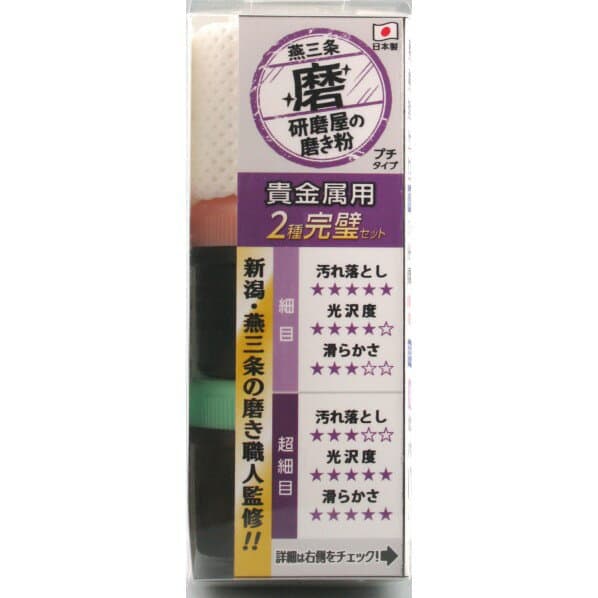 燕三条
磨
研磨屋の
磨き粉
日本製
プチ
タイプ
貴金属用
2種完璧セット
新潟・燕三条の磨き職人監修!!
細目
汚れ落とし
★★★★★
光沢度
★★★★☆
滑らかさ
★★★☆☆
超細目
汚れ落とし
★★★☆☆
光沢度
★★★★★
滑らかさ
★★★★★
詳細は右側をチェック!